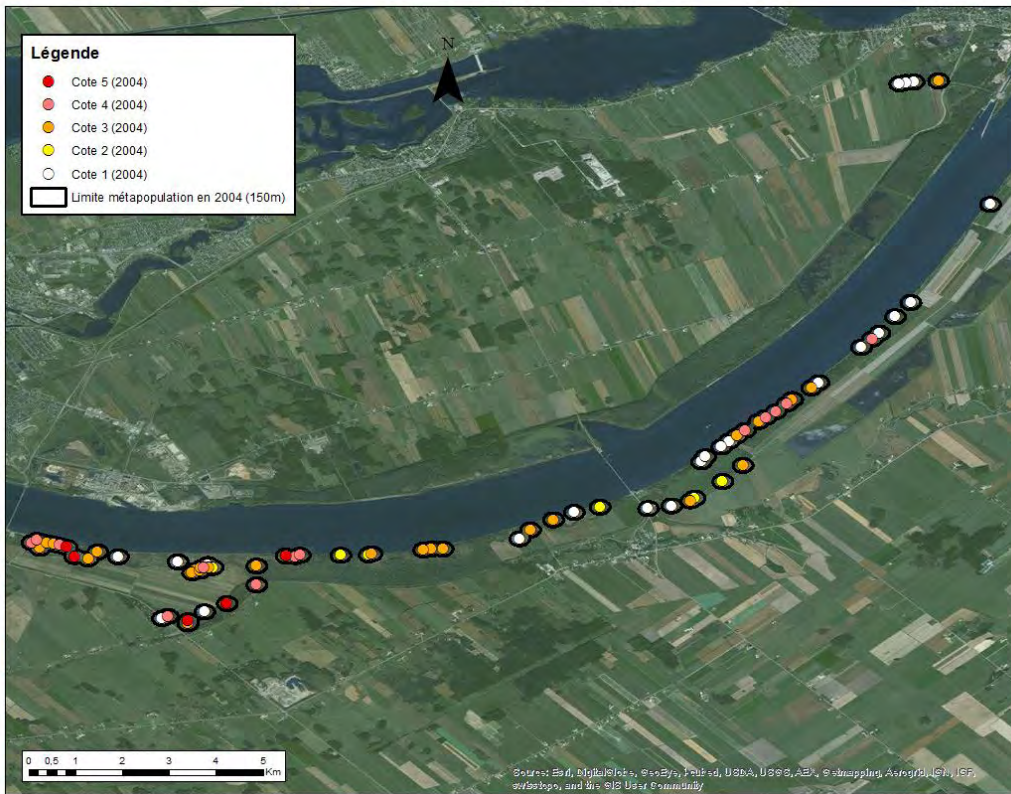 N
Légende
Cote 5 (2004)
Cote 4 (2004)
Cote 3 (2004)
Cote 2 (2004)
Cote 1 (2004)
Limite métapopulation en 2004 (150m)
0 0,5 1 2 3 4 5
Km
Source: Esri, DigitalGlobe, GeoEye, i-cubed, USDA, USGS, AEX, Getmapping, Aerogrid, IGN, IGP,
swisstopo, and the GIS User Community